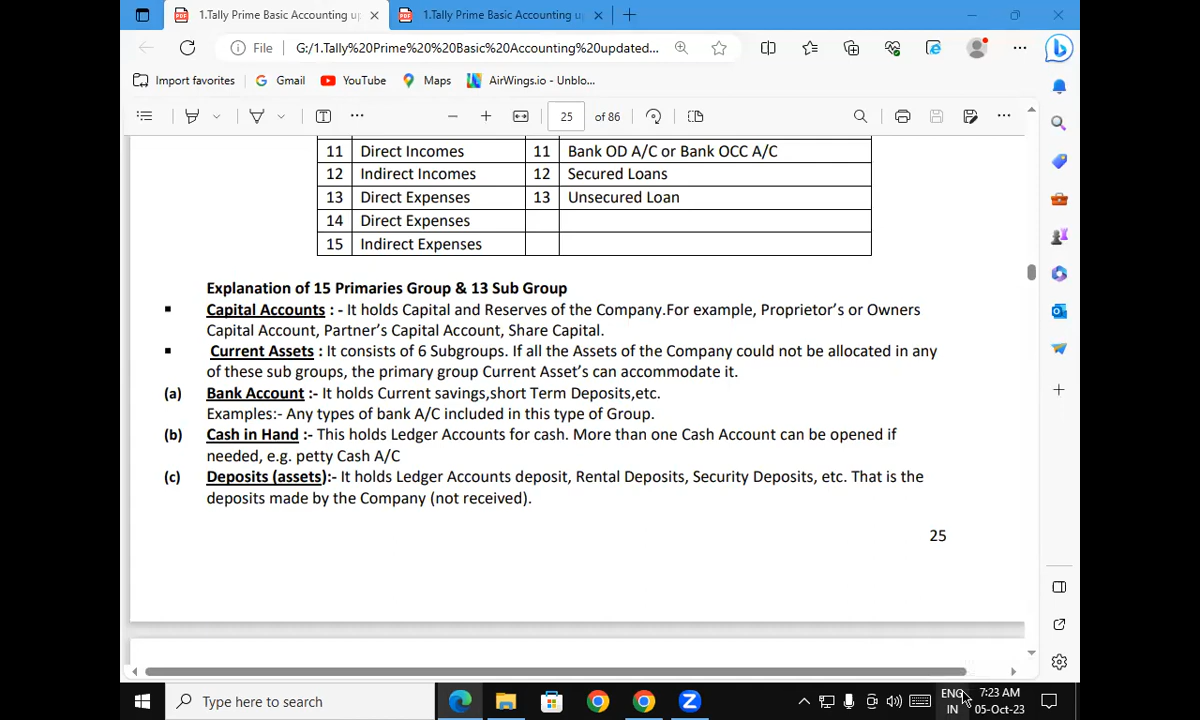 1.Tally Prime Basic Accounting up
1.Tally Prime Basic Accounting up
File G:/1.Tally%20Prime%20%20Basic%20Accounting%20updated...
Import favorites Gmail YouTube Maps AirWings.io - Unblo...
25 of 86
11 Direct Incomes 11 Bank OD A/C or Bank OCC A/C
12 Indirect Incomes 12 Secured Loans
13 Direct Expenses 13 Unsecured Loan
14 Direct Expenses
15 Indirect Expenses
Explanation of 15 Primaries Group & 13 Sub Group
▪ Capital Accounts : - It holds Capital and Reserves of the Company.For example, Proprietor's or Owners
Capital Account, Partner's Capital Account, Share Capital.
▪ Current Assets : It consists of 6 Subgroups. If all the Assets of the Company could not be allocated in any
of these sub groups, the primary group Current Asset's can accommodate it.
(a) Bank Account :- It holds Current savings,short Term Deposits,etc.
Examples:- Any types of bank A/C included in this type of Group.
(b) Cash in Hand :- This holds Ledger Accounts for cash. More than one Cash Account can be opened if
needed, e.g. petty Cash A/C
(c) Deposits (assets):- It holds Ledger Accounts deposit, Rental Deposits, Security Deposits, etc. That is the
deposits made by the Company (not received).
25
Type here to search
ENG
IN
7:23 AM
05-Oct-23